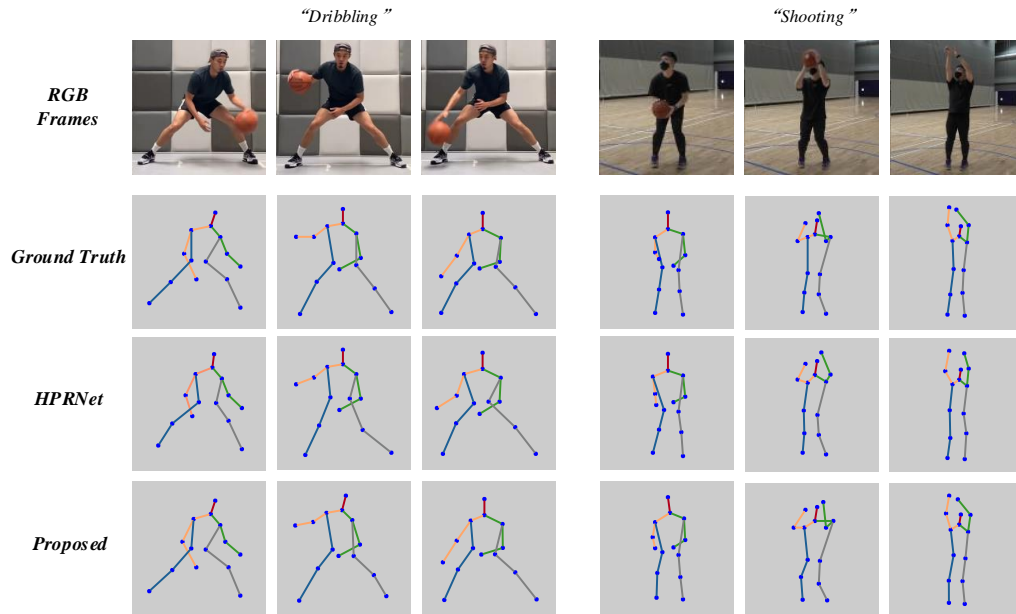 “Dribbling”
“Shooting”
RGB
Frames
Ground Truth
HPRNet
Proposed